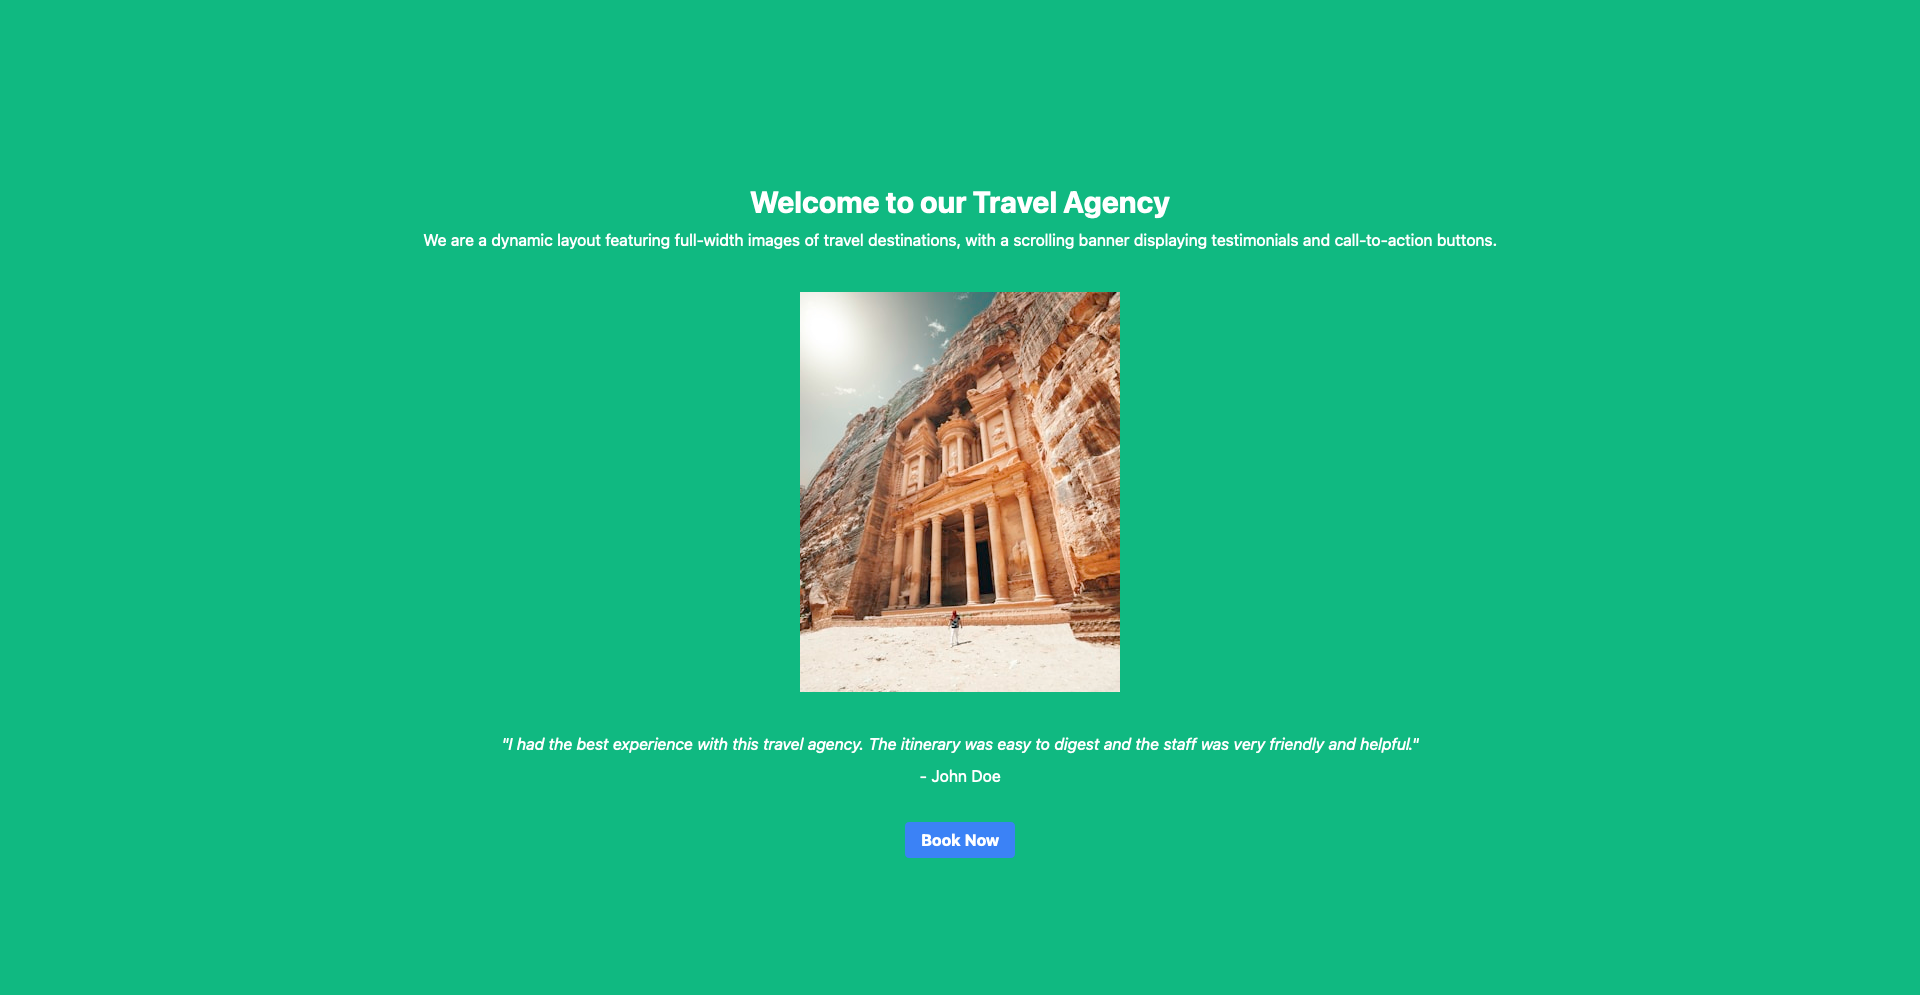 Welcome to our Travel Agency
We are a dynamic layout featuring full-width images of travel destinations, with a scrolling banner displaying testimonials and call-to-action buttons.
"I had the best experience with this travel agency. The itinerary was easy to digest and the staff was very friendly and helpful."
- John Doe
Book Now